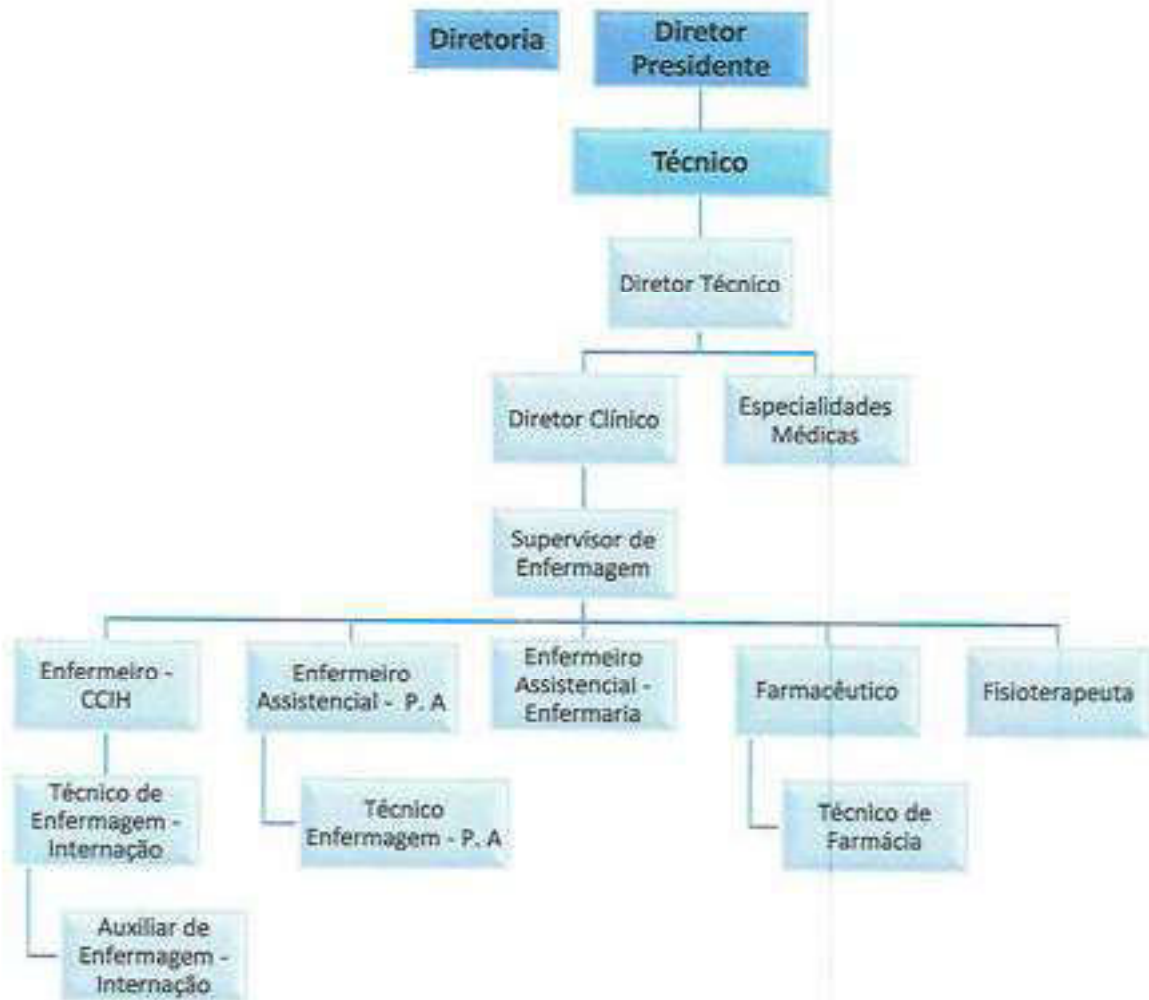 Diretoria
Diretor
Presidente
Técnico
Diretor Técnico
Diretor Clínico
Especialidades
Médicas
Supervisor de
Enfermagem
Enfermeiro -
CCIH
Enfermeiro
Assistencial - P. A
Enfermeiro
Assistencial -
Enfermaria
Farmacêutico
Fisioterapeuta
Técnico de
Enfermagem -
Internação
Técnico
Enfermagem - P. A
Técnico de
Farmácia
Auxiliar de
Enfermagem -
Internação